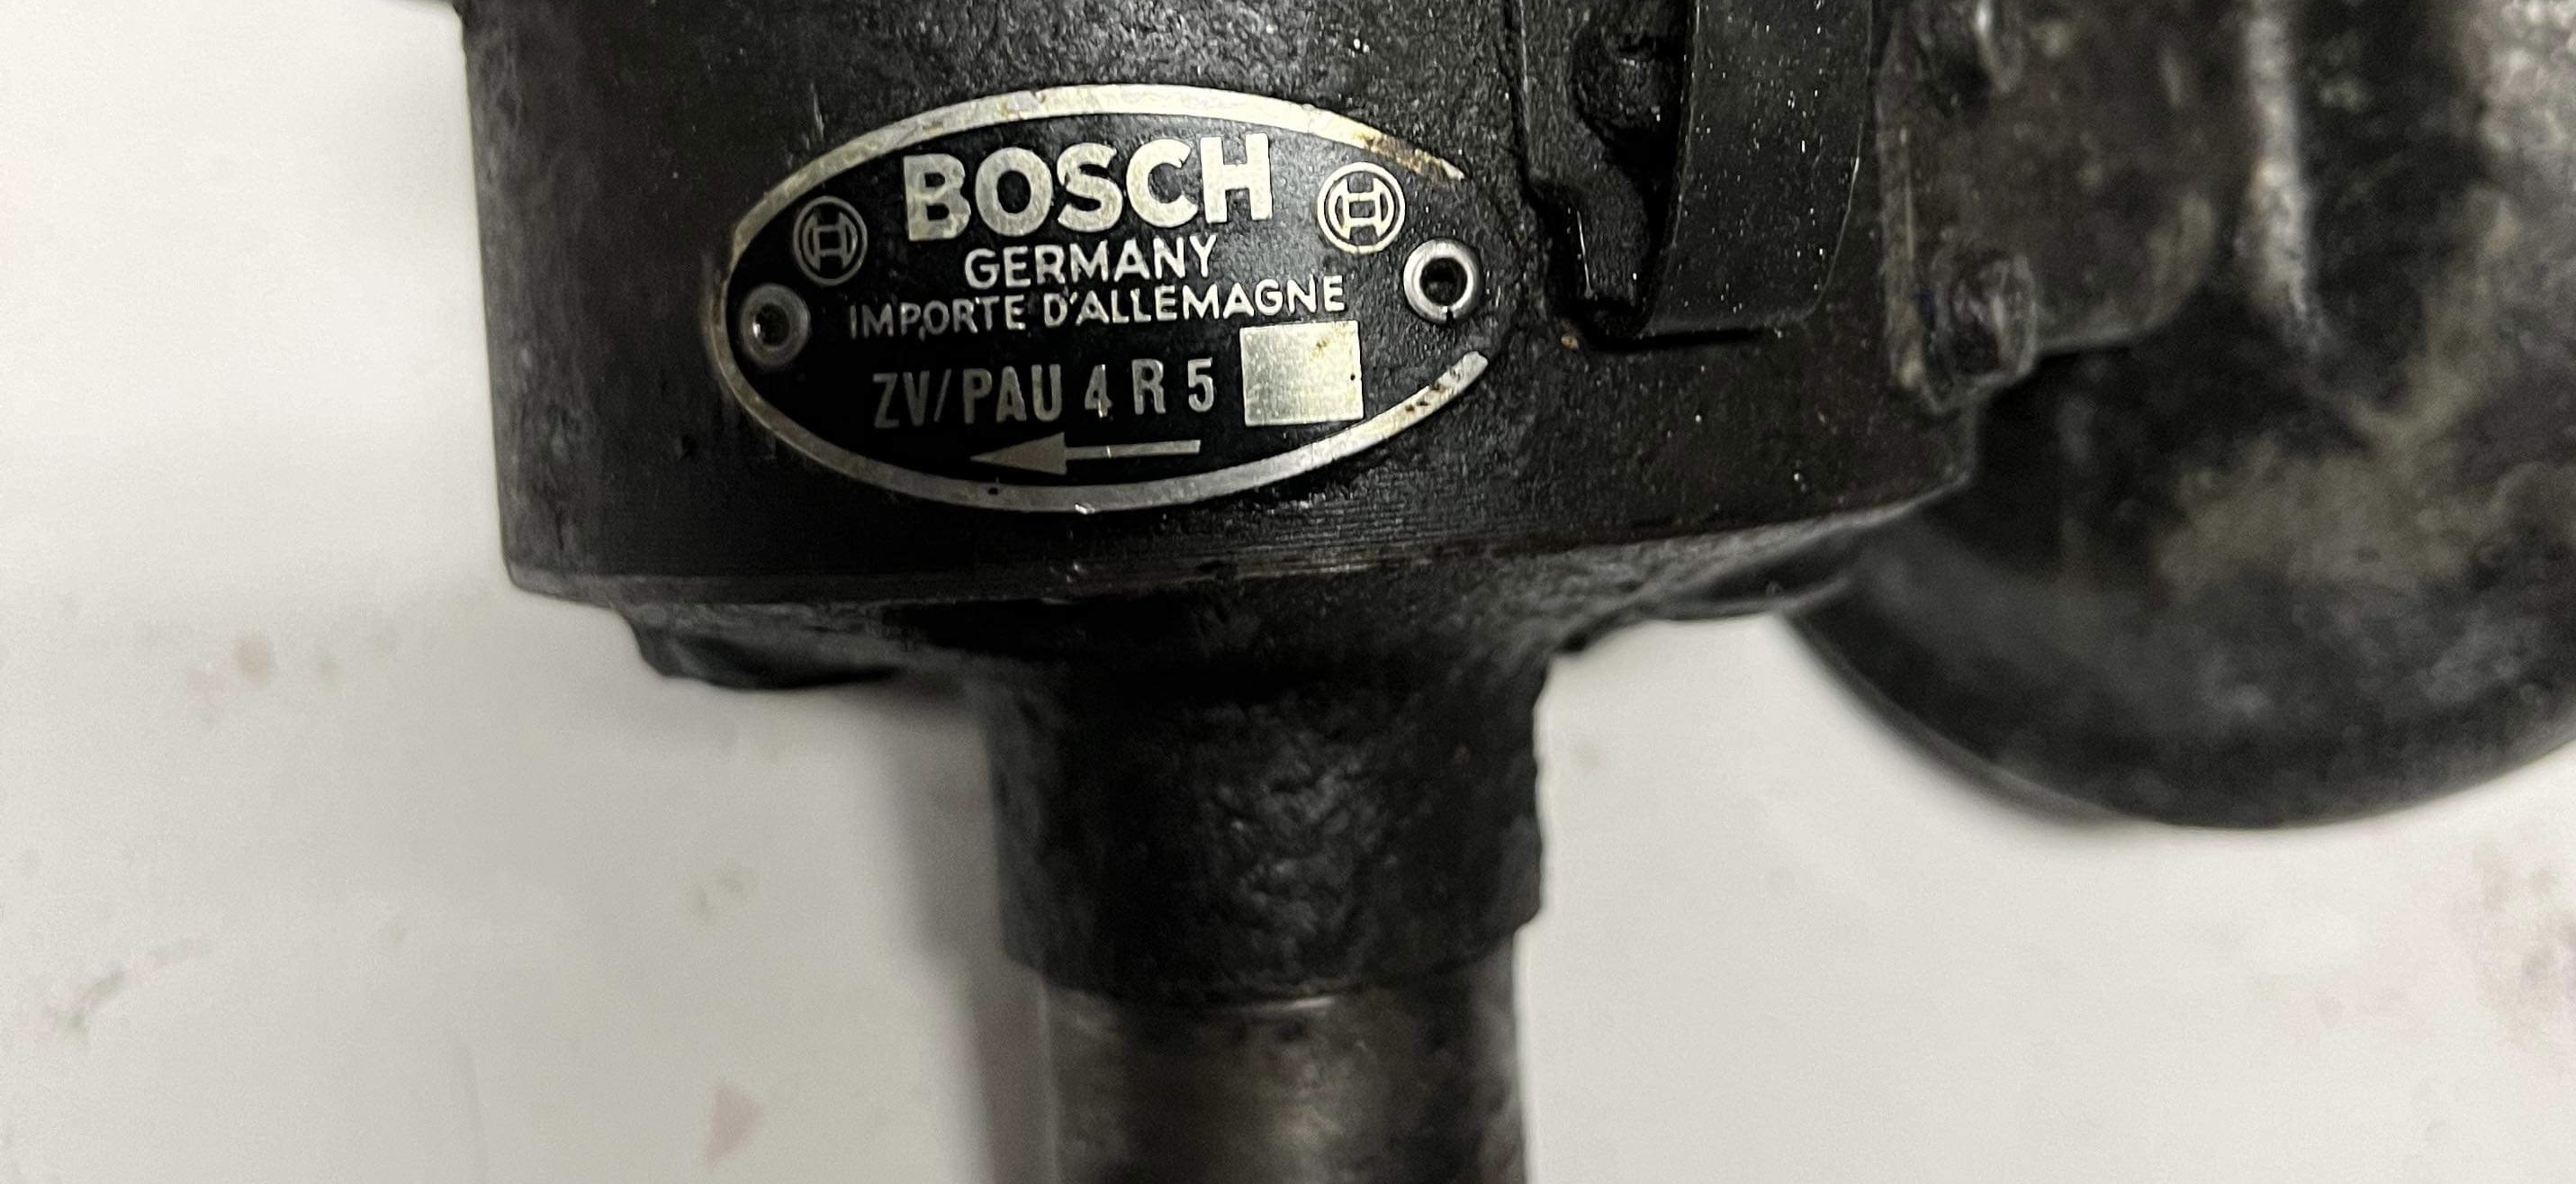 BOSCH
GERMANY
IMPORTE D'ALLEMAGNE
ZV/PAU 4 R 5